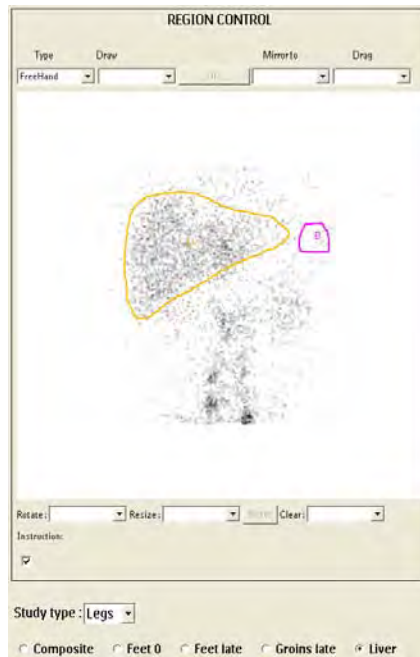 REGION CONTROL
Type Draw Mirror to Drag
FreeHand
Rotate: Resize: Clear:
Instruction:
Study type : Legs
Composite Feet 0 Feet late Groins late Liver